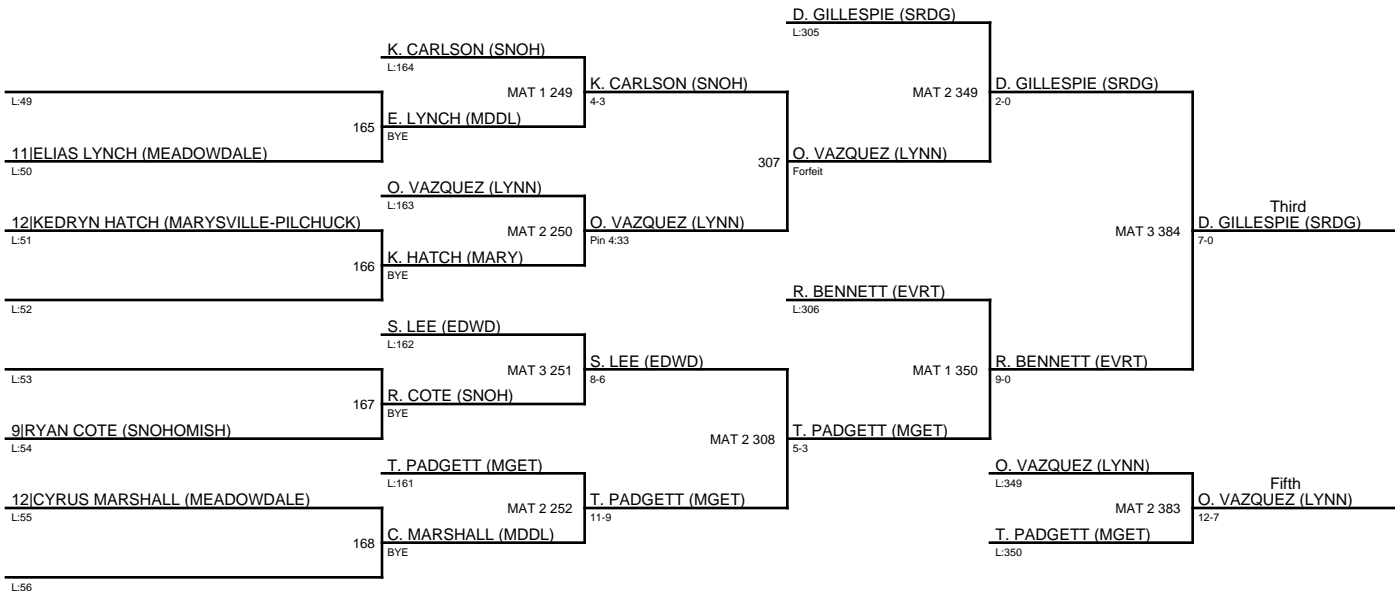 D. GILLESPIE (SRDG)
L:305
K. CARLSON (SNOH)
L:164
MAT 1 249
K. CARLSON (SNOH)
4-3
MAT 2 349
D. GILLESPIE (SRDG)
2-0
L:49
165
E. LYNCH (MDDL)
BYE
11|ELIAS LYNCH (MEADOWDALE)
L:50
307
O. VAZQUEZ (LYNN)
Forfeit
O. VAZQUEZ (LYNN)
L:163
12|KEDRYN HATCH (MARYSVILLE-PILCHUCK)
L:51
MAT 2 250
O. VAZQUEZ (LYNN)
Pin 4:33
MAT 3 384
Third
D. GILLESPIE (SRDG)
7-0
166
K. HATCH (MARY)
BYE
L:52
R. BENNETT (EVRT)
L:306
S. LEE (EDWD)
L:162
MAT 3 251
S. LEE (EDWD)
8-6
MAT 1 350
R. BENNETT (EVRT)
9-0
L:53
167
R. COTE (SNOH)
BYE
9|RYAN COTE (SNOHOMISH)
L:54
MAT 2 308
T. PADGETT (MGET)
5-3
T. PADGETT (MGET)
L:161
O. VAZQUEZ (LYNN)
L:349
12|CYRUS MARSHALL (MEADOWDALE)
L:55
MAT 2 252
T. PADGETT (MGET)
11-9
MAT 2 383
Fifth
O. VAZQUEZ (LYNN)
12-7
168
C. MARSHALL (MDDL)
BYE
T. PADGETT (MGET)
L:350
L:56